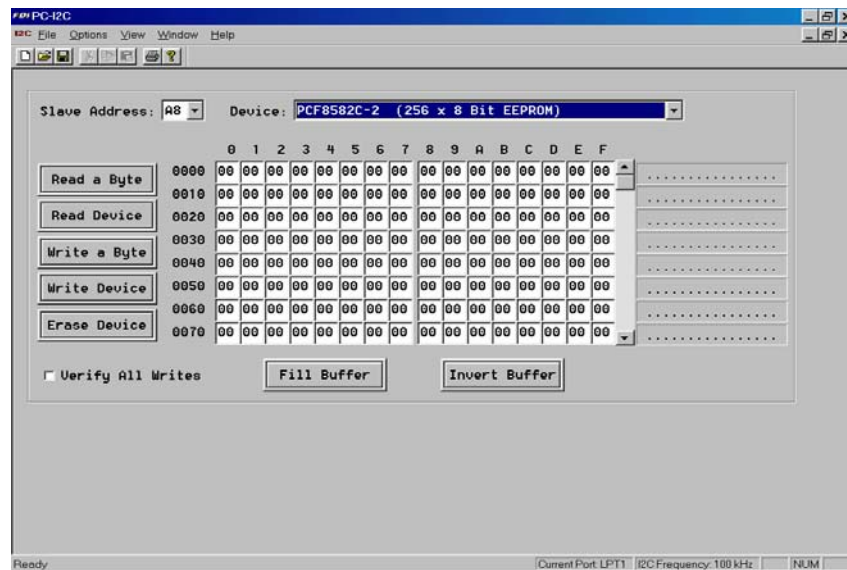 FDI PC-I2C
I2C File Options View Window Help
Slave Address: A8 Device: PCF8582C-2 (256 x 8 Bit EEPROM)
0 1 2 3 4 5 6 7 8 9 A B C D E F
Read a Byte
0000 00 00 00 00 00 00 00 00 00 00 00 00 00 00 00 00 ................
0010 00 00 00 00 00 00 00 00 00 00 00 00 00 00 00 00 ................
Read Device
0020 00 00 00 00 00 00 00 00 00 00 00 00 00 00 00 00 ................
0030 00 00 00 00 00 00 00 00 00 00 00 00 00 00 00 00 ................
Write a Byte
0040 00 00 00 00 00 00 00 00 00 00 00 00 00 00 00 00 ................
Write Device
0050 00 00 00 00 00 00 00 00 00 00 00 00 00 00 00 00 ................
0060 00 00 00 00 00 00 00 00 00 00 00 00 00 00 00 00 ................
Erase Device
0070 00 00 00 00 00 00 00 00 00 00 00 00 00 00 00 00 ................
Verify All Writes Fill Buffer Invert Buffer
Ready Current Port: LPT1 I2C Frequency: 100 kHz NUM